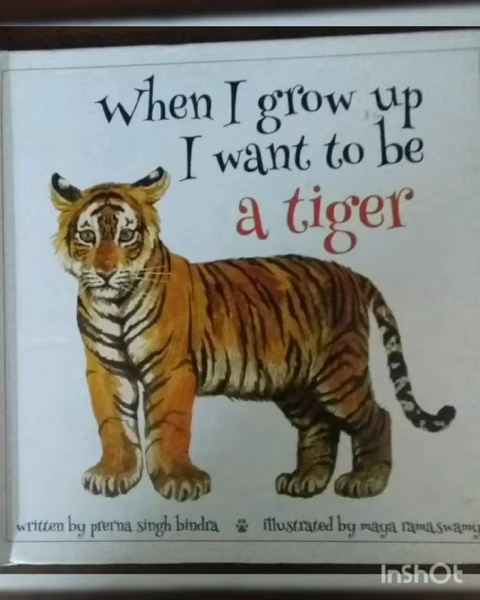 When I grow up
I want to be
a tiger
written by prerna singh bindra
illustrated by maya ramaswamy
InShOt